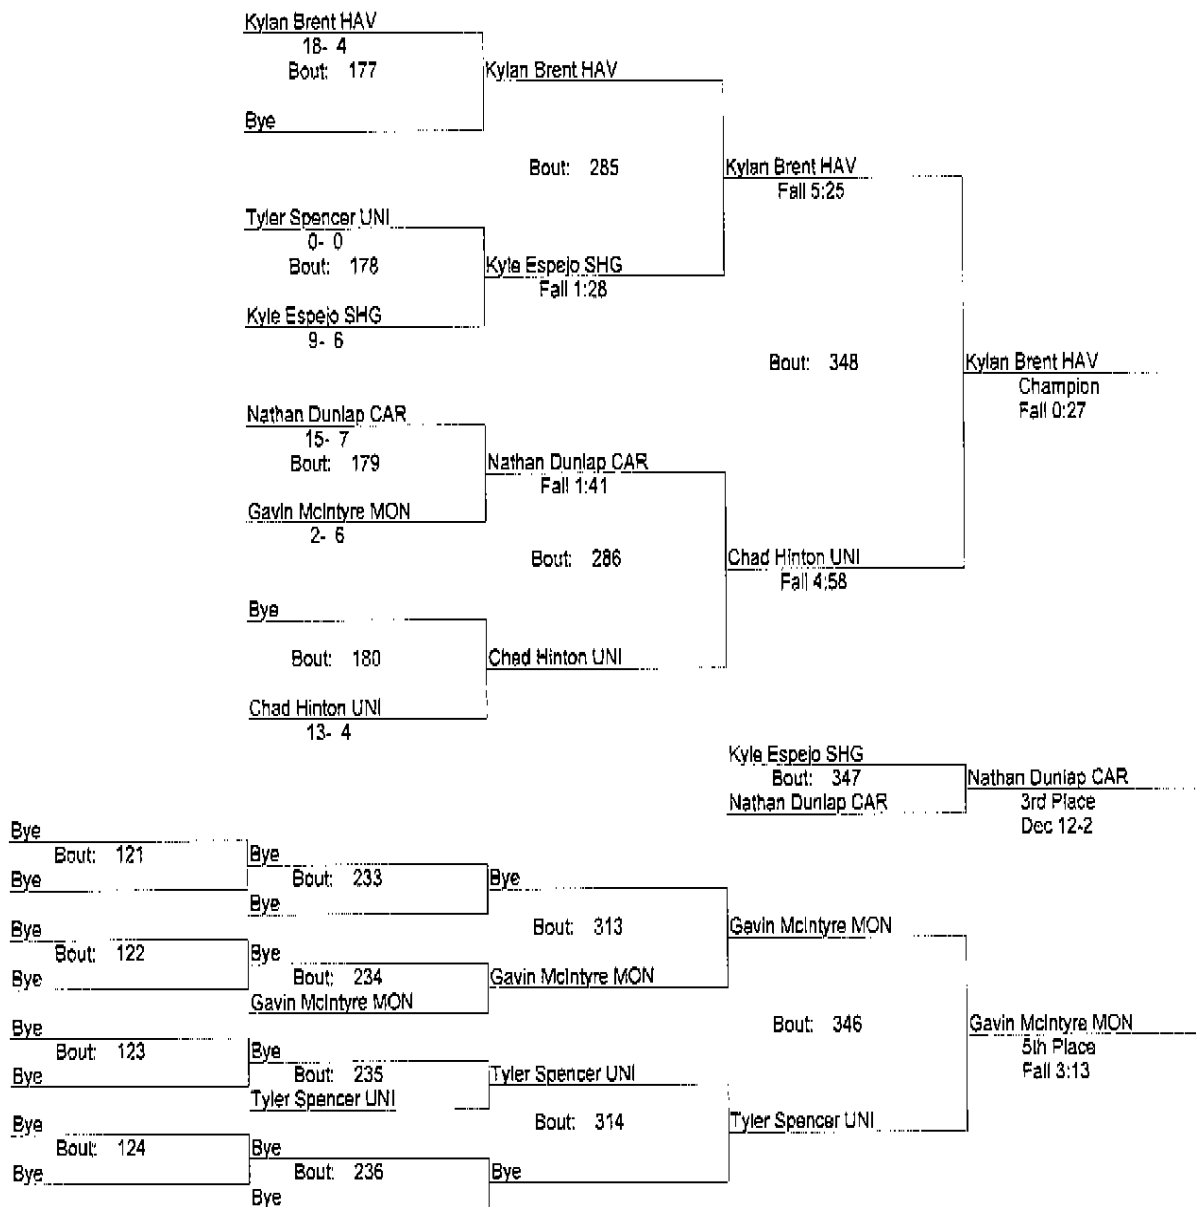 Kylan Brent HAV
18- 4
Bout: 177
Kylan Brent HAV
Bye
Bout: 285
Kylan Brent HAV
Fall 5:25
Tyler Spencer UNI
0- 0
Bout: 178
Kyle Espejo SHG
Fall 1:28
Kyle Espejo SHG
9- 6
Bout: 348
Kylan Brent HAV
Champion
Fall 0:27
Nathan Dunlap CAR
15- 7
Bout: 179
Nathan Dunlap CAR
Fall 1:41
Gavin McIntyre MON
2- 6
Bout: 286
Chad Hinton UNI
Fall 4:58
Bye
Bout: 180
Chad Hinton UNI
Chad Hinton UNI
13- 4
Kyle Espejo SHG
Bout: 347
Nathan Dunlap CAR
Nathan Dunlap CAR
3rd Place
Dec 12-2
Bye
Bout: 121
Bye
Bye
Bout: 233
Bye
Bye
Bout: 313
Gavin McIntyre MON
Bye
Bout: 122
Bye
Bye
Bout: 234
Gavin McIntyre MON
Gavin McIntyre MON
Bout: 346
Gavin McIntyre MON
5th Place
Fall 3:13
Bye
Bout: 123
Bye
Bye
Bout: 235
Tyler Spencer UNI
Tyler Spencer UNI
Bout: 314
Tyler Spencer UNI
Bye
Bout: 124
Bye
Bye
Bout: 236
Bye
Bye